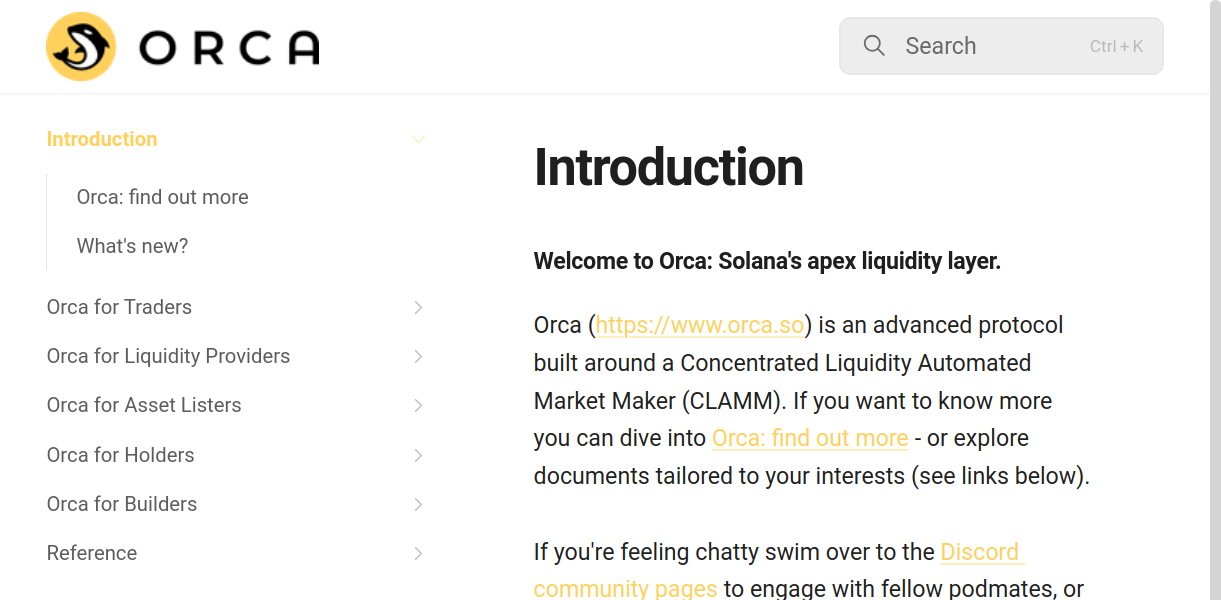 ORCA
Search
Ctrl + K
Introduction
Orca: find out more
What's new?
Orca for Traders
Orca for Liquidity Providers
Orca for Asset Listers
Orca for Holders
Orca for Builders
Reference
Introduction
Welcome to Orca: Solana's apex liquidity layer.
Orca (https://www.orca.so) is an advanced protocol
built around a Concentrated Liquidity Automated
Market Maker (CLAMM). If you want to know more
you can dive into Orca: find out more - or explore
documents tailored to your interests (see links below).
If you're feeling chatty swim over to the Discord
community pages to engage with fellow podmates, or